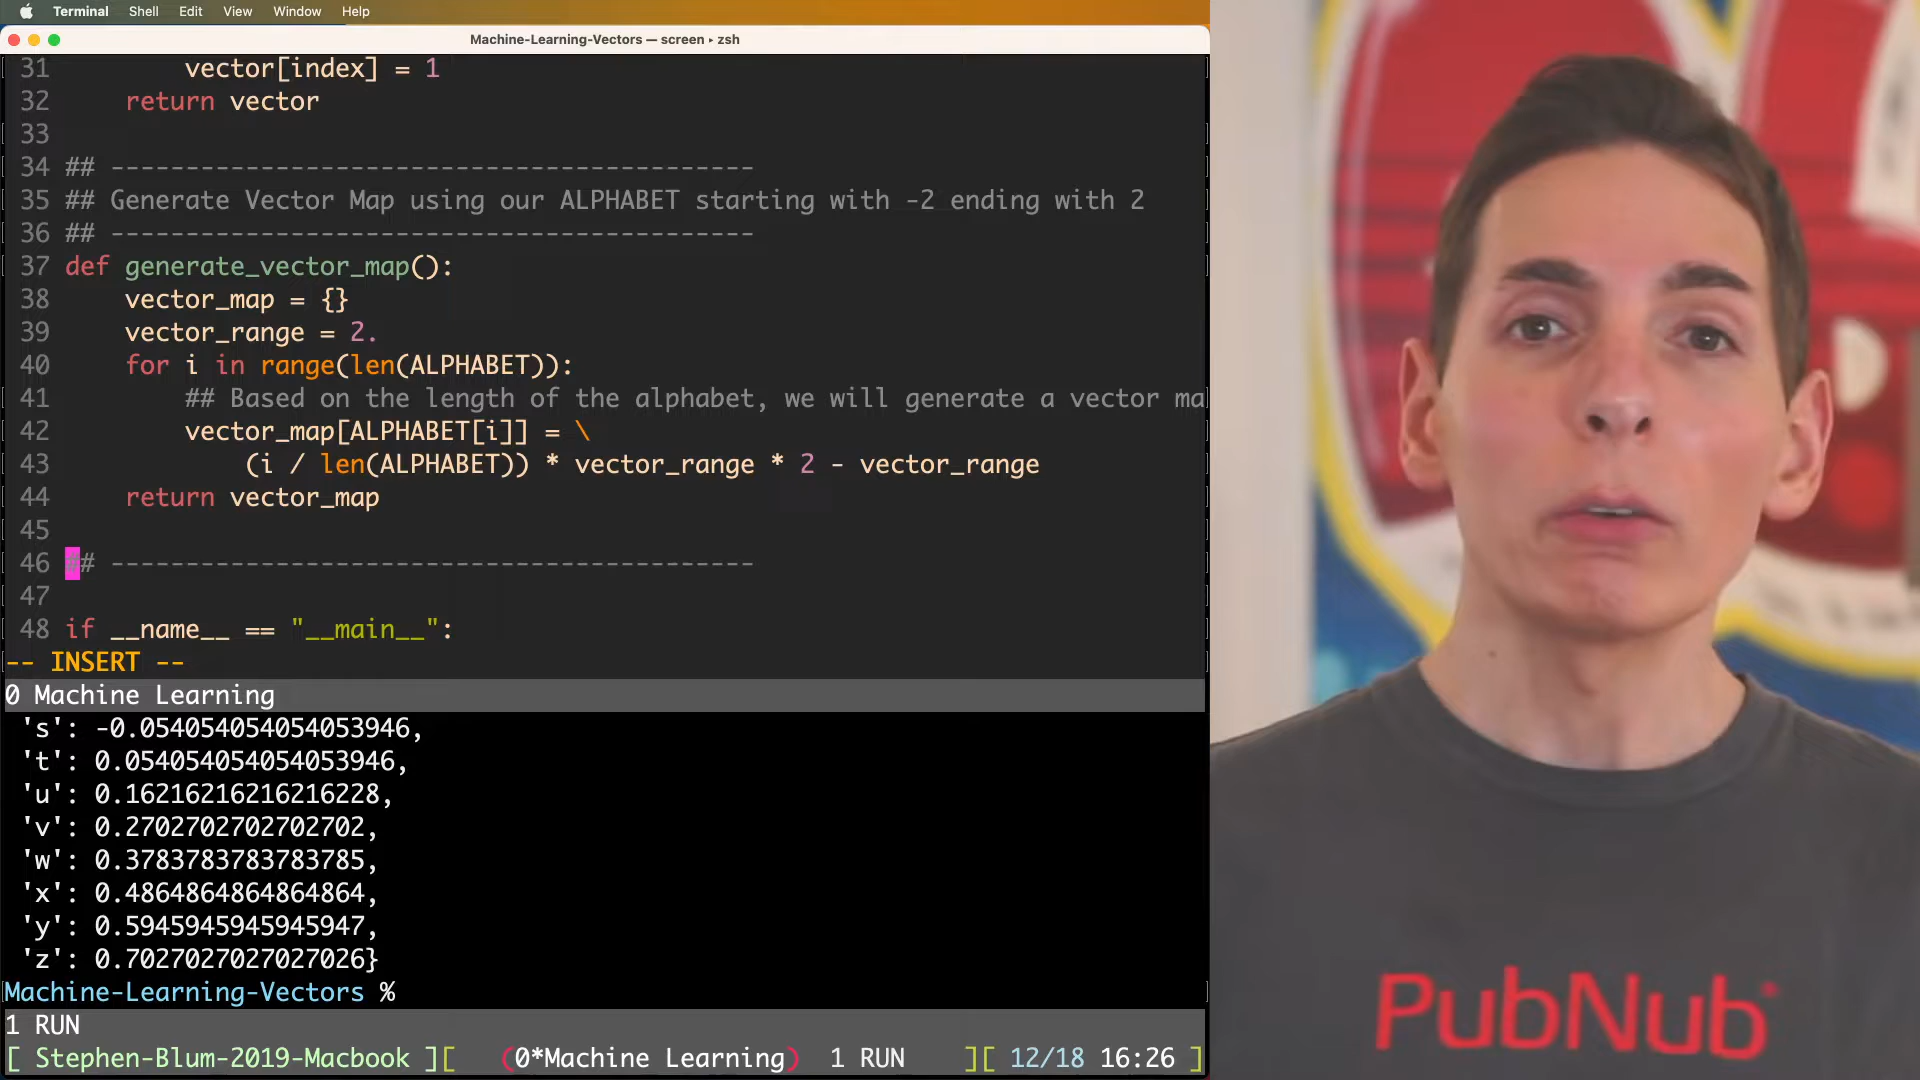 Terminal Shell Edit View Window Help
Machine-Learning-Vectors — screen ▸ zsh
31 vector[index] = 1
32 return vector
33
34 ## -------------------------------------------
35 ## Generate Vector Map using our ALPHABET starting with -2 ending with 2
36 ## -------------------------------------------
37 def generate_vector_map():
38 vector_map = {}
39 vector_range = 2.
40 for i in range(len(ALPHABET)):
41 ## Based on the length of the alphabet, we will generate a vector ma
42 vector_map[ALPHABET[i]] = \
43 (i / len(ALPHABET)) * vector_range * 2 - vector_range
44 return vector_map
45
46 ## -------------------------------------------
47
48 if __name__ == "__main__":
-- INSERT --
0 Machine Learning
's': -0.054054054054053946,
't': 0.054054054054053946,
'u': 0.16216216216216228,
'v': 0.2702702702702702,
'w': 0.3783783783783785,
'x': 0.4864864864864864,
'y': 0.5945945945945947,
'z': 0.7027027027027026}
Machine-Learning-Vectors %
1 RUN
[ Stephen-Blum-2019-Macbook ][ (0*Machine Learning) 1 RUN ][ 12/18 16:26 ]
PubNub